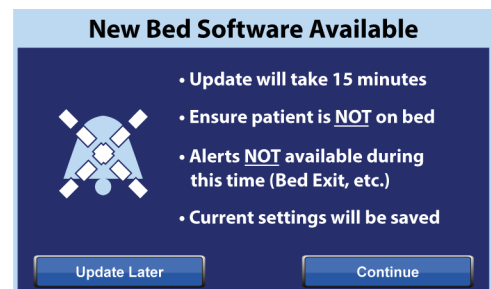 New Bed Software Available
• Update will take 15 minutes
• Ensure patient is NOT on bed
• Alerts NOT available during
this time (Bed Exit, etc.)
• Current settings will be saved
Update Later
Continue